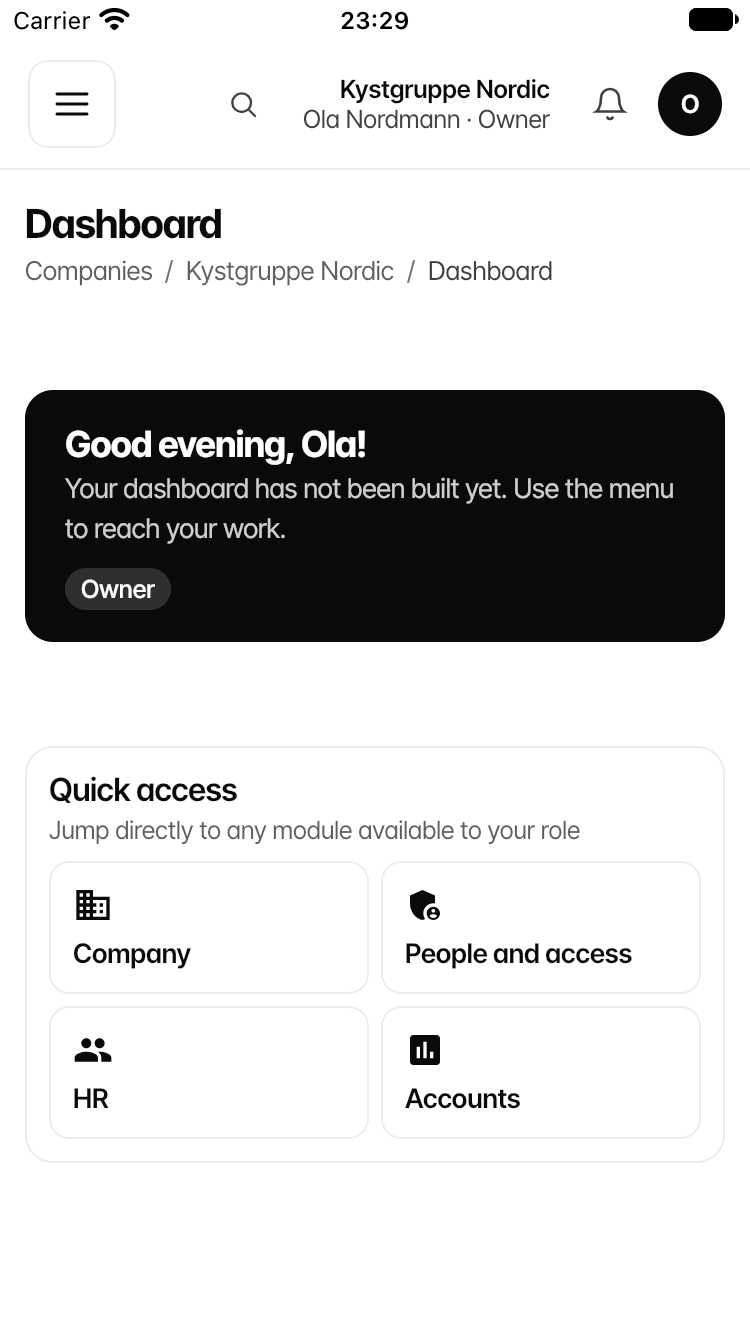 Carrier 23:29
Kystgruppe Nordic
Ola Nordmann · Owner
O
Dashboard
Companies / Kystgruppe Nordic / Dashboard
Good evening, Ola!
Your dashboard has not been built yet. Use the menu
to reach your work.
Owner
Quick access
Jump directly to any module available to your role
Company
People and access
HR
Accounts